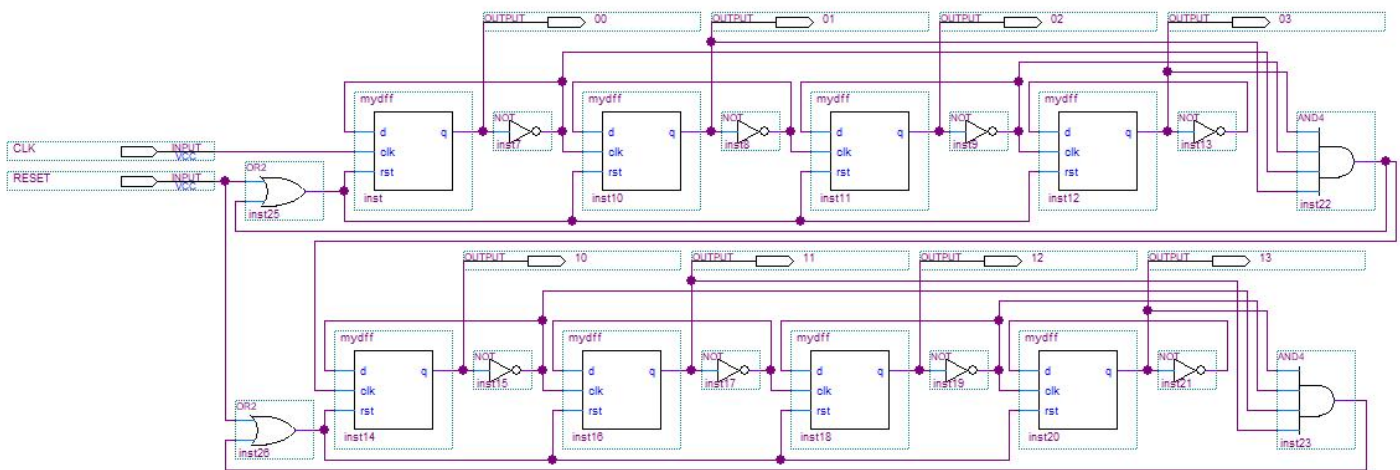 OUTPUT 00 OUTPUT 01 OUTPUT 02 OUTPUT 03
mydff mydff mydff mydff
NOT NOT NOT NOT AND4
d q d q d q d q
inst7 inst8 inst9 inst13
CLK INPUT clk clk clk clk
VCC
OR2
RESET INPUT rst rst rst rst
VCC
inst inst10 inst11 inst12 inst22
inst25
OUTPUT 10 OUTPUT 11 OUTPUT 12 OUTPUT 13
mydff mydff mydff mydff
NOT NOT NOT NOT AND4
d q d q d q d q
inst15 inst17 inst19 inst21
clk clk clk clk
OR2
rst rst rst rst
inst14 inst16 inst18 inst20 inst23
inst26